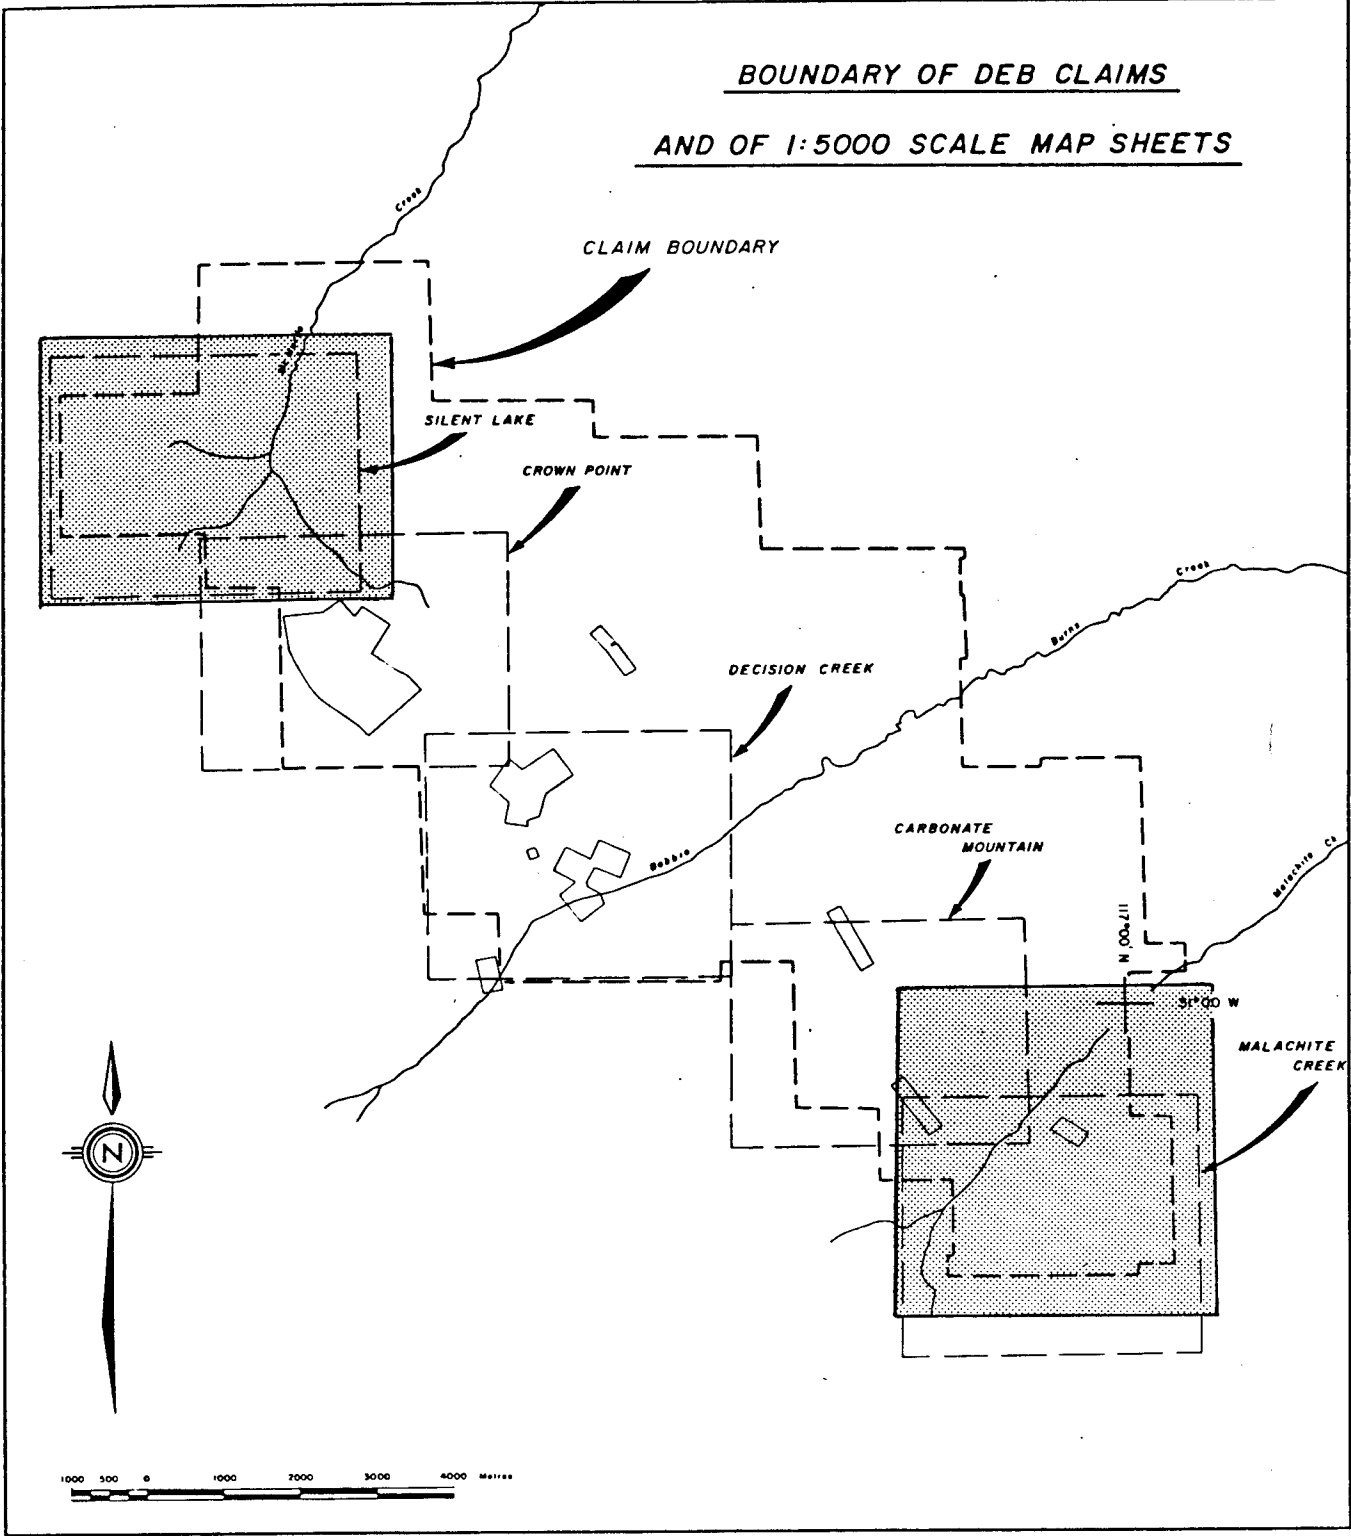 BOUNDARY OF DEB CLAIMS
AND OF 1:5000 SCALE MAP SHEETS
Creek
CLAIM BOUNDARY
SILENT LAKE
CROWN POINT
Creek
Burns
DECISION CREEK
CARBONATE
MOUNTAIN
Bobbie
Malachite Ck
117°00' N
51°00 W
MALACHITE
CREEK
N
1000 500 0 1000 2000 3000 4000 Metres